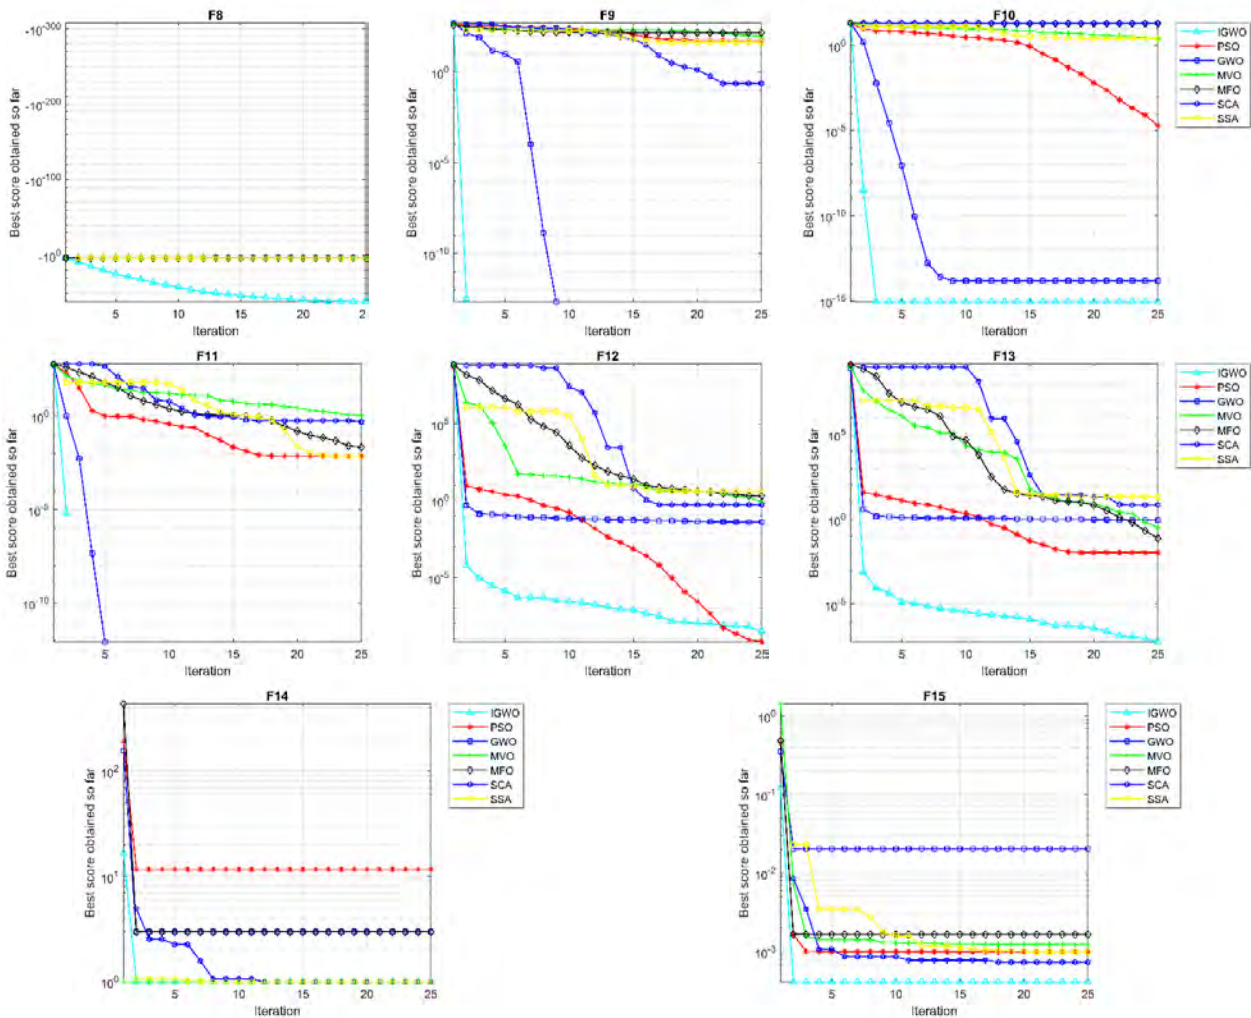 F8
-10^-300
-10^-200
-10^-100
-10^0
Best score obtained so far
5 10 15 20 25
Iteration
F9
10^0
10^-5
10^-10
Best score obtained so far
5 10 15 20 25
Iteration
F10
10^0
10^-5
10^-10
10^-15
Best score obtained so far
5 10 15 20 25
Iteration
IGWO
PSO
GWO
MVO
MFO
SCA
SSA
F11
10^0
10^-5
10^-10
Best score obtained so far
5 10 15 20 25
Iteration
F12
10^5
10^0
10^-5
Best score obtained so far
5 10 15 20 25
Iteration
F13
10^5
10^0
10^-5
Best score obtained so far
5 10 15 20 25
Iteration
IGWO
PSO
GWO
MVO
MFO
SCA
SSA
F14
10^2
10^1
10^0
Best score obtained so far
5 10 15 20 25
Iteration
IGWO
PSO
GWO
MVO
MFO
SCA
SSA
F15
10^0
10^-1
10^-2
10^-3
Best score obtained so far
5 10 15 20 25
Iteration
IGWO
PSO
GWO
MVO
MFO
SCA
SSA